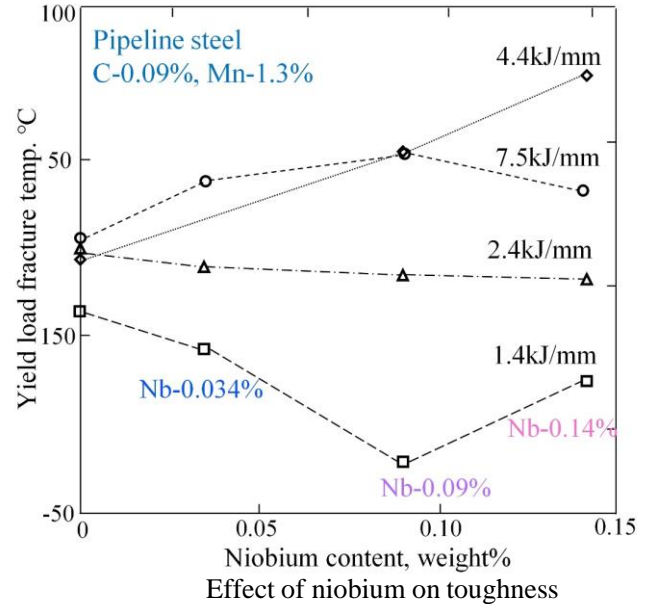 100
Pipeline steel
C-0.09%, Mn-1.3%
4.4kJ/mm
50
7.5kJ/mm
2.4kJ/mm
150
1.4kJ/mm
Nb-0.034%
Nb-0.14%
Nb-0.09%
-50
0
0.05
0.10
0.15
Yield load fracture temp. °C
Niobium content, weight%
Effect of niobium on toughness